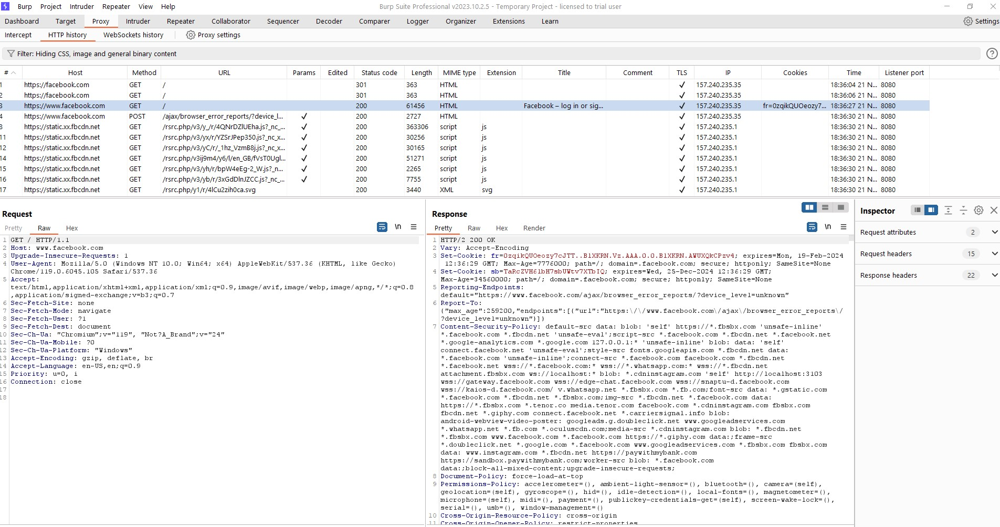 Burp Project Intruder Repeater View Help Burp Suite Professional v2023.10.2.5 - Temporary Project - licensed to trial user
Dashboard Target Proxy Intruder Repeater Collaborator Sequencer Decoder Comparer Logger Organizer Extensions Learn Settings
Intercept HTTP history WebSockets history Proxy settings
Filter: Hiding CSS, image and general binary content
# Host Method URL Params Edited Status code Length MIME type Extension Title Comment TLS IP Cookies Time Listener port
1 https://facebook.com GET / 301 363 HTML ✓ 157.240.235.35 18:36:04 21 N... 8080
2 https://facebook.com GET / 301 363 HTML ✓ 157.240.235.35 18:36:06 21 N... 8080
3 https://www.facebook.com GET / 200 61456 HTML Facebook – log in or sig... ✓ 157.240.235.35 fr=0zqikQUOeozy7... 18:36:27 21 N... 8080
4 https://www.facebook.com POST /ajax/browser_error_reports/?device_l... ✓ 200 2727 HTML ✓ 157.240.235.35 18:36:30 21 N... 8080
8 https://static.xx.fbcdn.net GET /rsrc.php/v3/y_/r/4QNrDZlUEha.js?_nc_... ✓ 200 363306 script js ✓ 157.240.235.1 18:36:30 21 N... 8080
11 https://static.xx.fbcdn.net GET /rsrc.php/v3/yx/r/YZSrJPep350.js?_nc_x... ✓ 200 30256 script js ✓ 157.240.235.1 18:36:30 21 N... 8080
12 https://static.xx.fbcdn.net GET /rsrc.php/v3/yC/r/_1hz_VzmB8j.js?_nc_x... ✓ 200 30165 script js ✓ 157.240.235.1 18:36:30 21 N... 8080
14 https://static.xx.fbcdn.net GET /rsrc.php/v3ij9m4/y6/l/en_GB/fVsT0Ugl... ✓ 200 51271 script js ✓ 157.240.235.1 18:36:30 21 N... 8080
15 https://static.xx.fbcdn.net GET /rsrc.php/v3/yh/r/bpW4eEg-2_W.js?_n... ✓ 200 2265 script js ✓ 157.240.235.1 18:36:30 21 N... 8080
16 https://static.xx.fbcdn.net GET /rsrc.php/v3/yb/r/3xGdDlnJZCC.js?_nc_... ✓ 200 7755 script js ✓ 157.240.235.1 18:36:30 21 N... 8080
17 https://static.xx.fbcdn.net GET /rsrc.php/y1/r/4lCu2zih0ca.svg 200 3440 XML svg ✓ 157.240.235.1 18:36:30 21 N... 8080
Request
Pretty Raw Hex \n
1 GET / HTTP/1.1
2 Host: www.facebook.com
3 Upgrade-Insecure-Requests: 1
4 User-Agent: Mozilla/5.0 (Windows NT 10.0; Win64; x64) AppleWebKit/537.36 (KHTML, like Gecko)
Chrome/119.0.6045.105 Safari/537.36
5 Accept:
text/html,application/xhtml+xml,application/xml;q=0.9,image/avif,image/webp,image/apng,*/*;q=0.8
,application/signed-exchange;v=b3;q=0.7
6 Sec-Fetch-Site: none
7 Sec-Fetch-Mode: navigate
8 Sec-Fetch-User: ?1
9 Sec-Fetch-Dest: document
10 Sec-Ch-Ua: "Chromium";v="119", "Not?A_Brand";v="24"
11 Sec-Ch-Ua-Mobile: ?0
12 Sec-Ch-Ua-Platform: "Windows"
13 Accept-Encoding: gzip, deflate, br
14 Accept-Language: en-US,en;q=0.9
15 Priority: u=0, i
16 Connection: close
17
18
Response
Pretty Raw Hex Render \n
1 HTTP/2 200 OK
2 Vary: Accept-Encoding
3 Set-Cookie: fr=0zqikQUOeozy7cJTT..BlXKRN.Vz.AAA.0.0.BlXKRN.AWUXQkCPzv4; expires=Mon, 19-Feb-2024
12:36:29 GMT; Max-Age=7776000; path=/; domain=.facebook.com; secure; httponly; SameSite=None
4 Set-Cookie: sb=TaRcZVH6lbH7sbUWtv7XTbIQ; expires=Wed, 25-Dec-2024 12:36:29 GMT;
Max-Age=34560000; path=/; domain=.facebook.com; secure; httponly; SameSite=None
5 Reporting-Endpoints:
default="https://www.facebook.com/ajax/browser_error_reports/?device_level=unknown"
6 Report-To:
{"max_age":259200,"endpoints":[{"url":"https:\/\/www.facebook.com\/ajax\/browser_error_reports\/
?device_level=unknown"}]}
7 Content-Security-Policy: default-src data: blob: 'self' https://*.fbsbx.com 'unsafe-inline'
*.facebook.com *.fbcdn.net 'unsafe-eval';script-src *.facebook.com *.fbcdn.net *.facebook.net
*.google-analytics.com *.google.com 127.0.0.1:* 'unsafe-inline' blob: data: 'self'
connect.facebook.net 'unsafe-eval';style-src fonts.googleapis.com *.fbcdn.net data:
*.facebook.com 'unsafe-inline';connect-src *.facebook.com facebook.com *.fbcdn.net
*.facebook.net wss://*.facebook.com:* wss://*.whatsapp.com:* wss://*.fbcdn.net
attachment.fbsbx.com ws://localhost:* blob: *.cdninstagram.com 'self' http://localhost:3103
wss://gateway.facebook.com wss://edge-chat.facebook.com wss://snaptu-d.facebook.com
wss://kaios-d.facebook.com/ v.whatsapp.net *.fbsbx.com *.fb.com;font-src data: *.gstatic.com
*.facebook.com *.fbcdn.net *.fbsbx.com;img-src *.fbcdn.net *.facebook.com data:
https://*.fbsbx.com *.tenor.co media.tenor.com facebook.com *.cdninstagram.com fbsbx.com
fbcdn.net *.giphy.com connect.facebook.net *.carriersignal.info blob:
android-webview-video-poster: googleads.g.doubleclick.net www.googleadservices.com
*.whatsapp.net *.fb.com *.oculuscdn.com;media-src *.cdninstagram.com blob: *.fbcdn.net
*.fbsbx.com www.facebook.com *.facebook.com https://*.giphy.com data:;frame-src
*.doubleclick.net *.google.com *.facebook.com www.googleadservices.com *.fbsbx.com fbsbx.com
data: www.instagram.com *.fbcdn.net https://paywithmybank.com
https://sandbox.paywithmybank.com;worker-src blob: *.facebook.com
data:;block-all-mixed-content;upgrade-insecure-requests;
8 Document-Policy: force-load-at-top
9 Permissions-Policy: accelerometer=(), ambient-light-sensor=(), bluetooth=(), camera=(self),
geolocation=(self), gyroscope=(), hid=(), idle-detection=(), local-fonts=(), magnetometer=(),
microphone=(self), midi=(), payment=(), publickey-credentials-get=(self), screen-wake-lock=(),
serial=(), usb=(), window-management=()
10 Cross-Origin-Resource-Policy: cross-origin
11 Cross-Origin-Opener-Policy: restrict-properties
Inspector
Request attributes 2
Request headers 15
Response headers 22